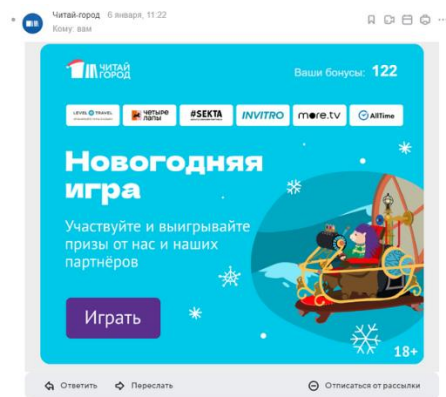 Читай-город 6 января, 11:22
Кому: вам
ЧИТАЙ
ГОРОД
Ваши бонусы: 122
LEVEL TRAVEL
четыре
лапы
#SEKTA
INVITRO
more.tv
AllTime
Новогодняя
игра
Участвуйте и выигрывайте
призы от нас и наших
партнёров
Играть
18+
Ответить Переслать Отписаться от рассылки